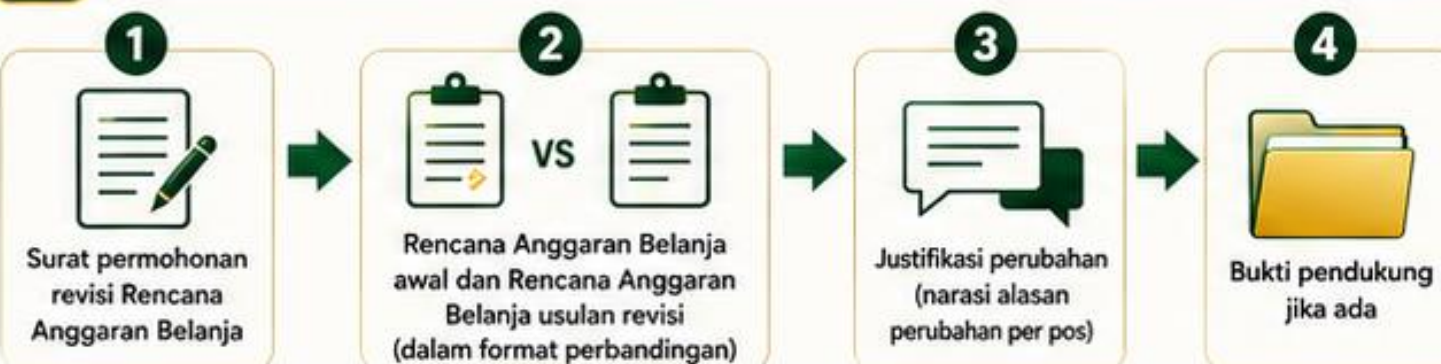 1
Surat permohonan
revisi Rencana
Anggaran Belanja
2
VS
Rencana Anggaran Belanja
awal dan Rencana Anggaran
Belanja usulan revisi
(dalam format perbandingan)
3
Justifikasi perubahan
(narasi alasan
perubahan per pos)
4
Bukti pendukung
jika ada